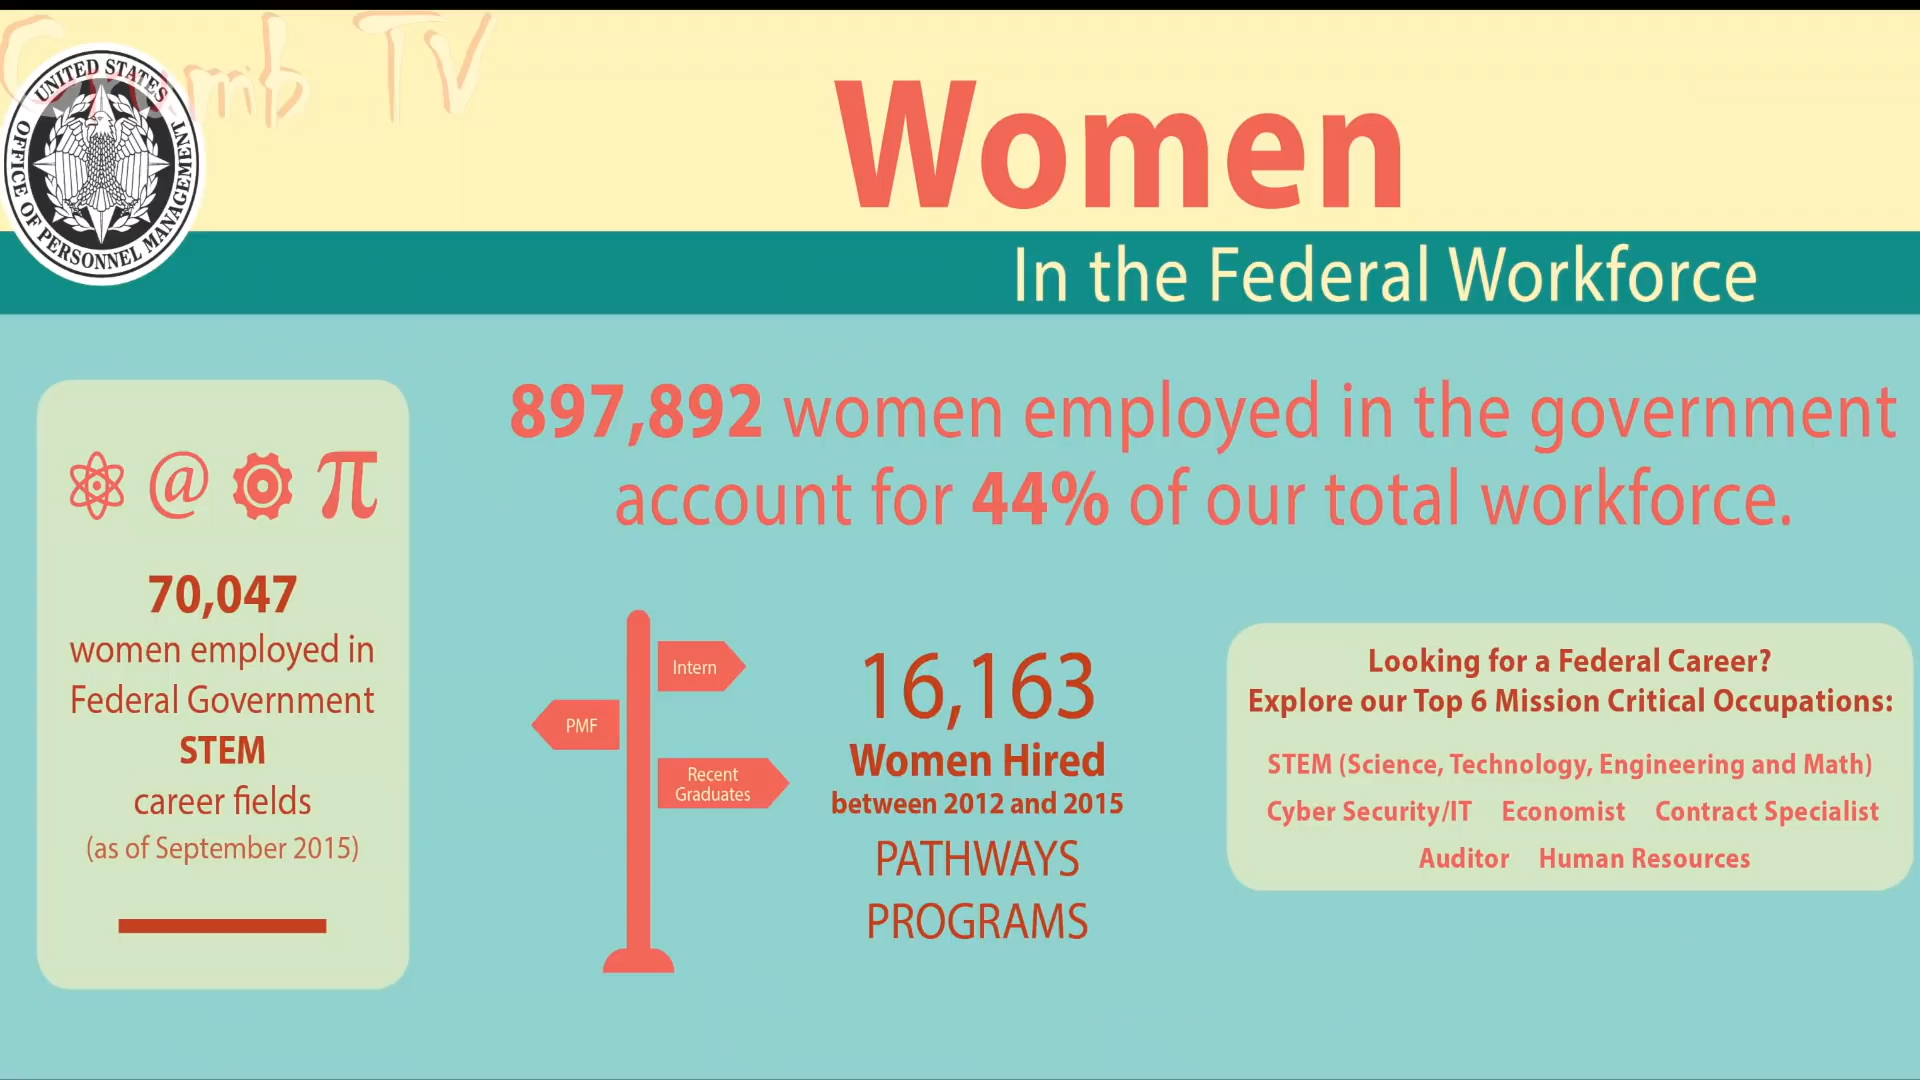 UNITED STATES
OFFICE OF PERSONNEL MANAGEMENT
TV
Women
In the Federal Workforce
897,892 women employed in the government
account for 44% of our total workforce.
@ π
70,047
women employed in
Federal Government
STEM
career fields
(as of September 2015)
Intern
PMF
Recent
Graduates
16,163
Women Hired
between 2012 and 2015
PATHWAYS
PROGRAMS
Looking for a Federal Career?
Explore our Top 6 Mission Critical Occupations:
STEM (Science, Technology, Engineering and Math)
Cyber Security/IT Economist Contract Specialist
Auditor Human Resources